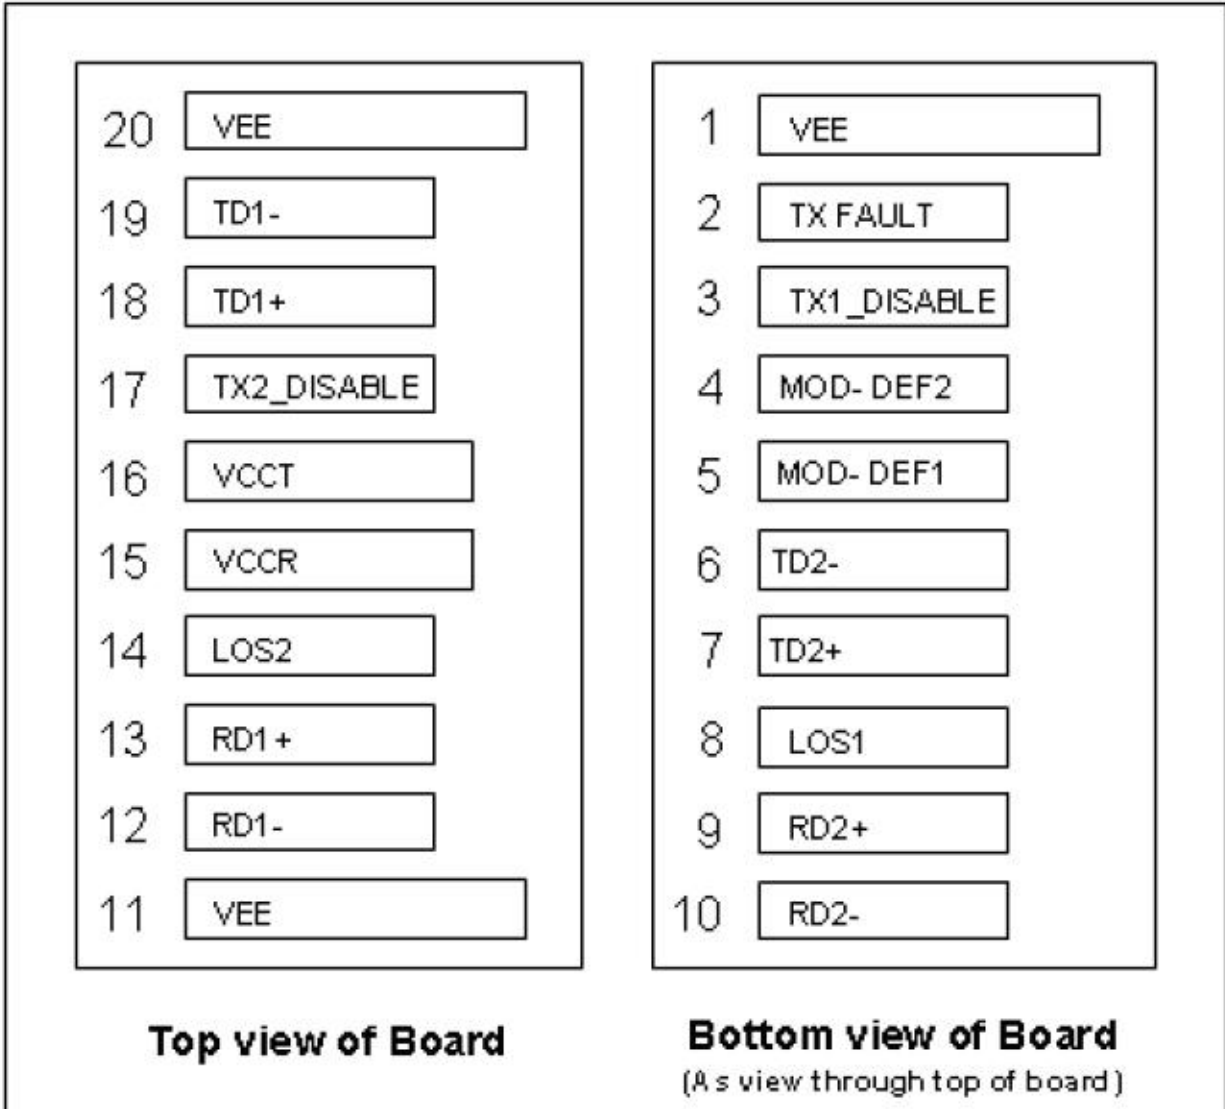 20 VEE
19 TD1-
18 TD1+
17 TX2_DISABLE
16 VCCT
15 VCCR
14 LOS2
13 RD1+
12 RD1-
11 VEE
Top view of Board
1 VEE
2 TX FAULT
3 TX1_DISABLE
4 MOD- DEF2
5 MOD- DEF1
6 TD2-
7 TD2+
8 LOS1
9 RD2+
10 RD2-
Bottom view of Board
(As view through top of board)